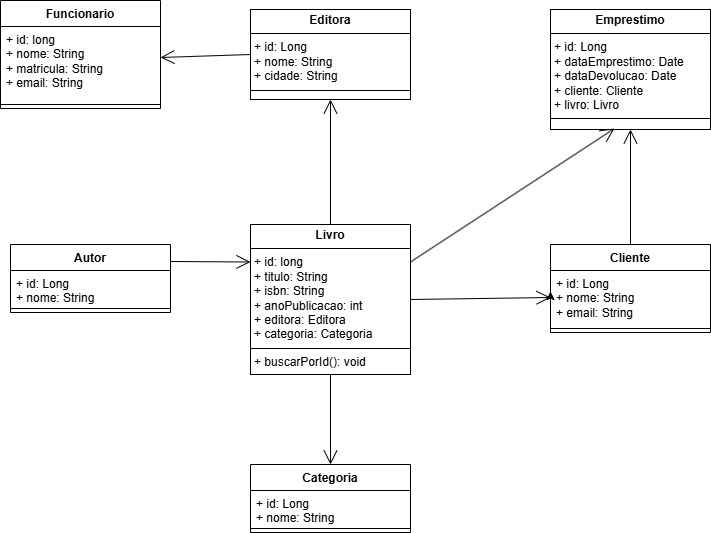 Funcionario
+ id: long
+ nome: String
+ matricula: String
+ email: String
Editora
+ id: Long
+ nome: String
+ cidade: String
Emprestimo
+ id: Long
+ dataEmprestimo: Date
+ dataDevolucao: Date
+ cliente: Cliente
+ livro: Livro
Autor
+ id: Long
+ nome: String
Livro
+ id: long
+ titulo: String
+ isbn: String
+ anoPublicacao: int
+ editora: Editora
+ categoria: Categoria
+ buscarPorId(): void
Cliente
+ id: Long
+ nome: String
+ email: String
Categoria
+ id: Long
+ nome: String